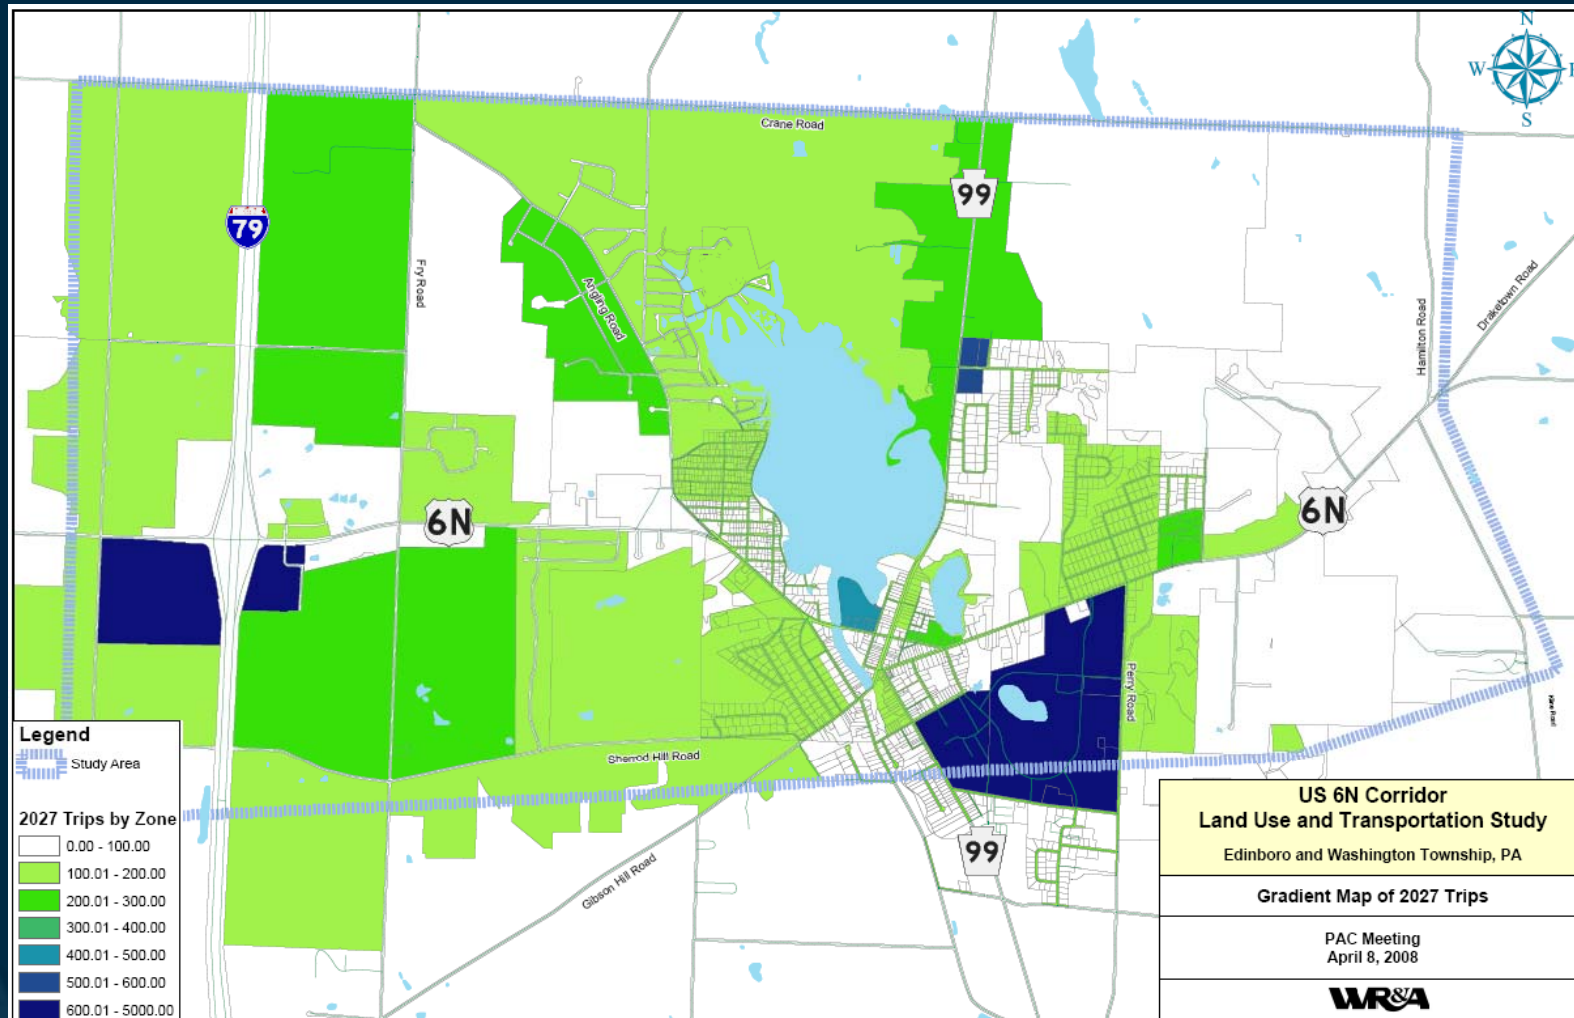 N
W
E
S
Crane Road
99
79
Fry Road
Angling Road
Hamilton Road
Draketown Road
6N
6N
Perry Road
Sherrod Hill Road
Gibson Hill Road
99
Legend
Study Area
2027 Trips by Zone
0.00 - 100.00
100.01 - 200.00
200.01 - 300.00
300.01 - 400.00
400.01 - 500.00
500.01 - 600.00
600.01 - 5000.00
US 6N Corridor
Land Use and Transportation Study
Edinboro and Washington Township, PA
Gradient Map of 2027 Trips
PAC Meeting
April 8, 2008
WR&A